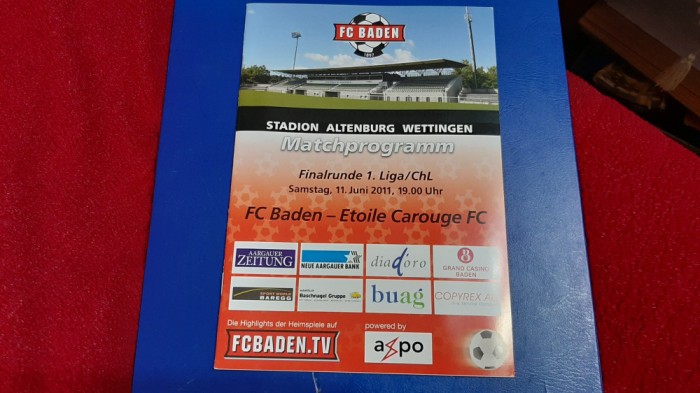 FC BADEN
1897
STADION ALTENBURG WETTINGEN
Matchprogramm
Finalrunde 1. Liga/ChL
Samstag, 11. Juni 2011, 19.00 Uhr
FC Baden – Etoile Carouge FC
AARGAUER
ZEITUNG
NEUE AARGAUER BANK
diadoro
GRAND CASINO
BADEN
BAREGG
Buschnagel Gruppe
buag
COPYREX AG
Die Highlights der Heimspiele auf
FCBADEN.TV
powered by
axpo